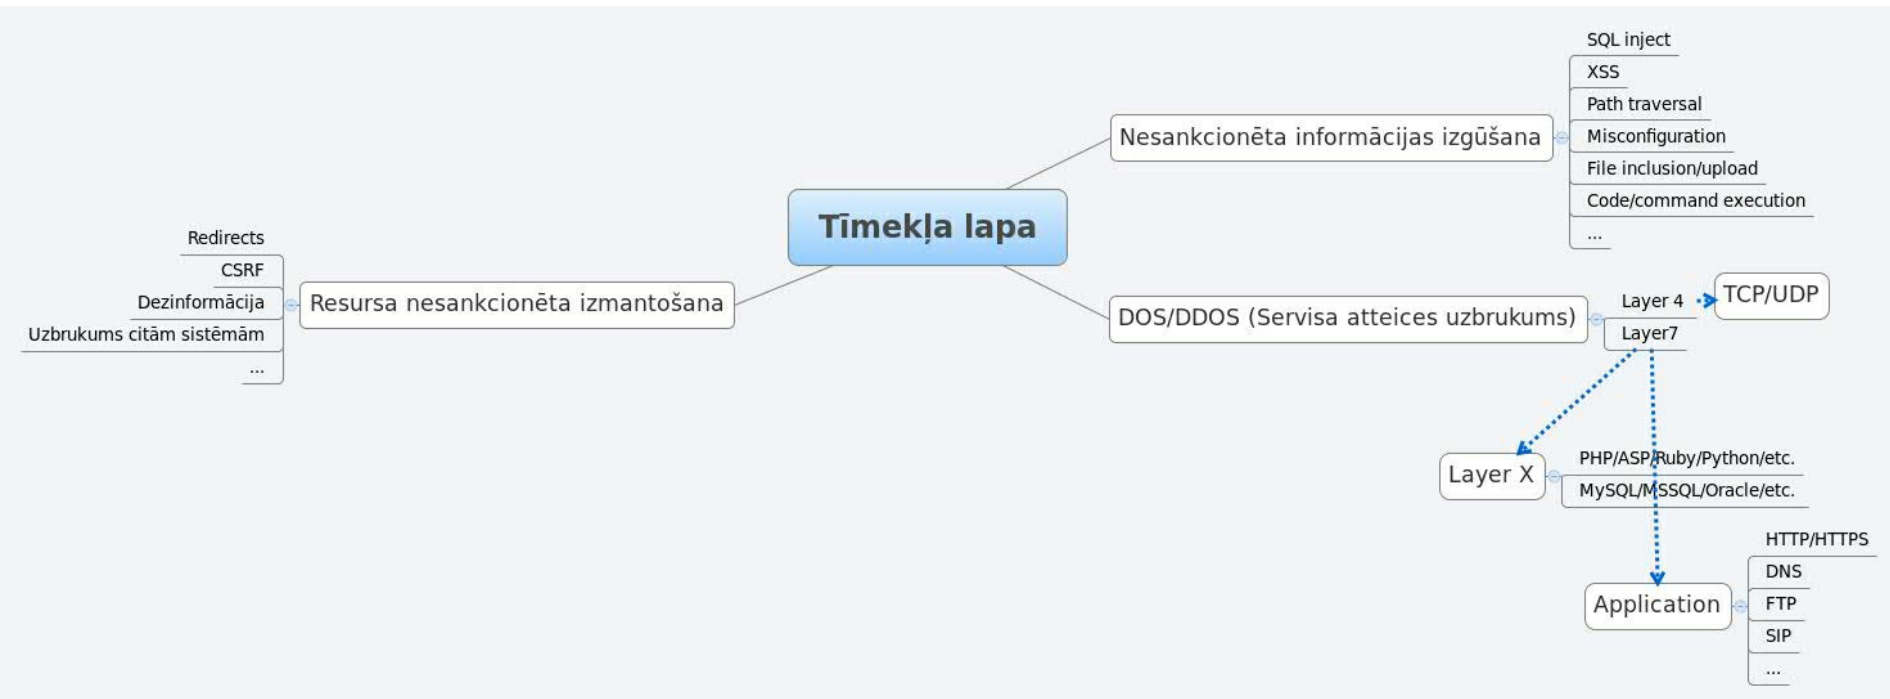 Tīmekļa lapa
Nesankcionēta informācijas izgūšana
SQL inject
XSS
Path traversal
Misconfiguration
File inclusion/upload
Code/command execution
...
DOS/DDOS (Servisa atteices uzbrukums)
Layer 4
TCP/UDP
Layer7
Layer X
PHP/ASP/Ruby/Python/etc.
MySQL/MSSQL/Oracle/etc.
Application
HTTP/HTTPS
DNS
FTP
SIP
...
Resursa nesankcionēta izmantošana
Redirects
CSRF
Dezinformācija
Uzbrukums citām sistēmām
...